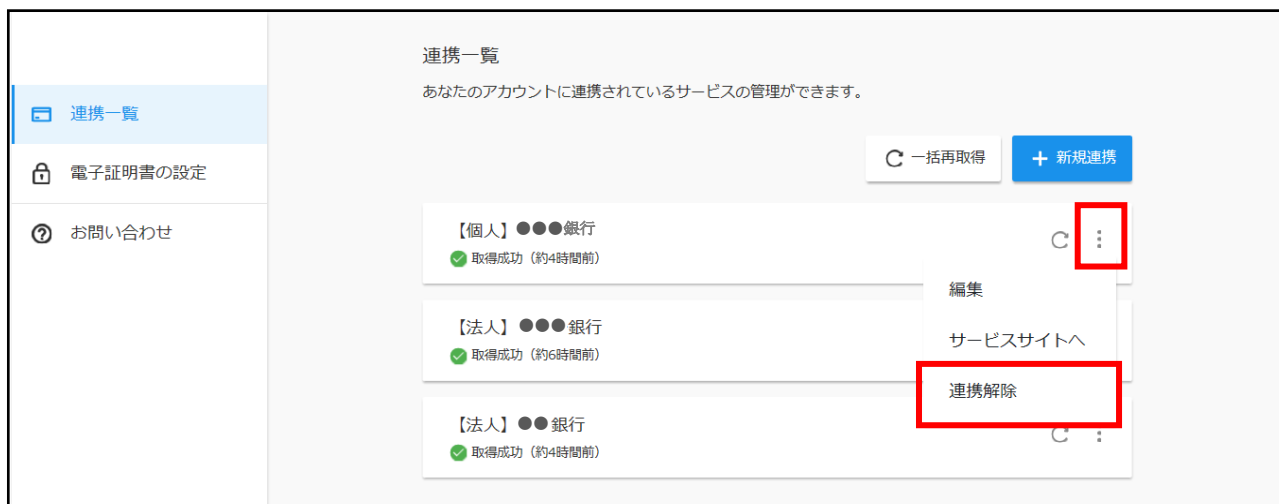 連携一覧
あなたのアカウントに連携されているサービスの管理ができます。
連携一覧
電子証明書の設定
お問い合わせ
一括再取得
+ 新規連携
【個人】●●●銀行
取得成功（約4時間前）
編集
サービスサイトへ
連携解除
【法人】●●●銀行
取得成功（約6時間前）
【法人】●●銀行
取得成功（約4時間前）